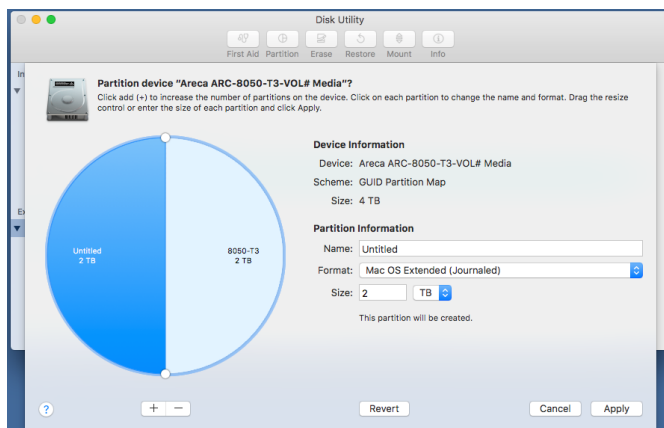 Disk Utility
First Aid Partition Erase Restore Mount Info
In
Partition device "Areca ARC-8050-T3-VOL# Media"?
Click add (+) to increase the number of partitions on the device. Click on each partition to change the name and format. Drag the resize
control or enter the size of each partition and click Apply.
Device Information
Device: Areca ARC-8050-T3-VOL# Media
Scheme: GUID Partition Map
Size: 4 TB
Ex
Partition Information
Untitled
2 TB
8050-T3
2 TB
Name: Untitled
Format: Mac OS Extended (Journaled)
Size: 2 TB
This partition will be created.
? + − Revert Cancel Apply